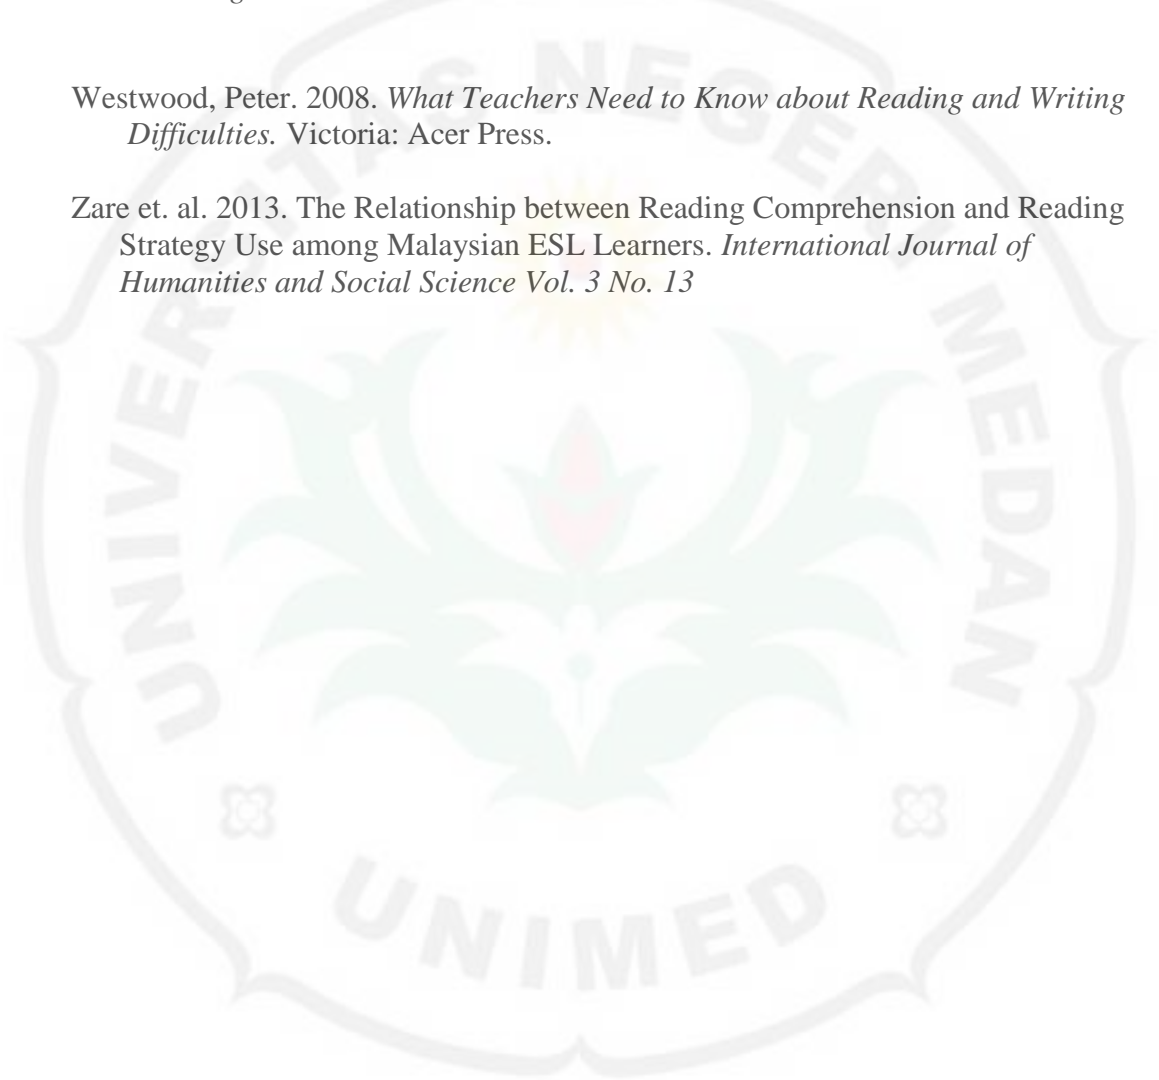 Westwood, Peter. 2008. What Teachers Need to Know about Reading and Writing
Difficulties. Victoria: Acer Press.
Zare et. al. 2013. The Relationship between Reading Comprehension and Reading
Strategy Use among Malaysian ESL Learners. International Journal of
Humanities and Social Science Vol. 3 No. 13
UNIVERSITAS NEGERI MEDAN
UNIMED